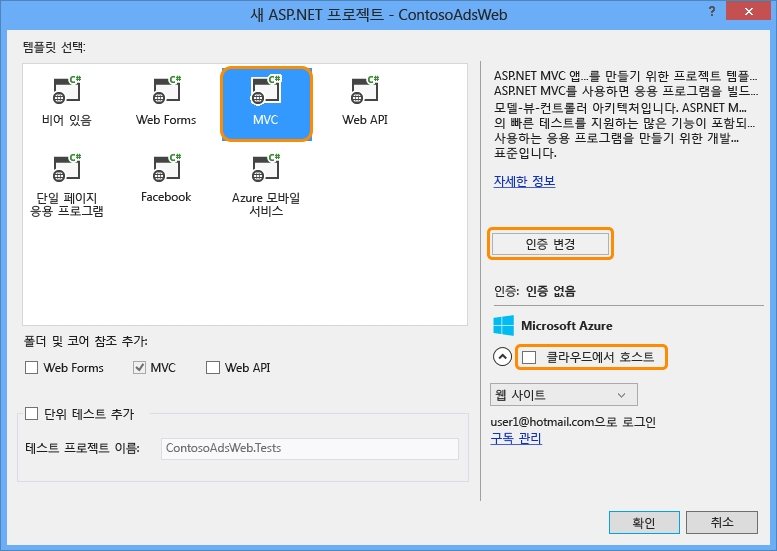 새 ASP.NET 프로젝트 - ContosoAdsWeb
?
템플릿 선택:
C# C# C# C#
비어 있음 Web Forms MVC Web API
C# C# C#
단일 페이지
응용 프로그램
Facebook
Azure 모바일
서비스
폴더 및 코어 참조 추가:
Web Forms MVC Web API
단위 테스트 추가
테스트 프로젝트 이름: ContosoAdsWeb.Tests
ASP.NET MVC 앱...를 만들기 위한 프로젝트 템플...
ASP.NET MVC를 사용하면 응용 프로그램을 빌드...
모델-뷰-컨트롤러 아키텍처입니다. ASP.NET M...
의 빠른 테스트를 지원하는 많은 기능이 포함되...
사용하는 응용 프로그램을 만들기 위한 개발...
표준입니다.
자세한 정보
인증 변경
인증: 인증 없음
Microsoft Azure
클라우드에서 호스트
웹 사이트
user1@hotmail.com으로 로그인
구독 관리
확인 취소